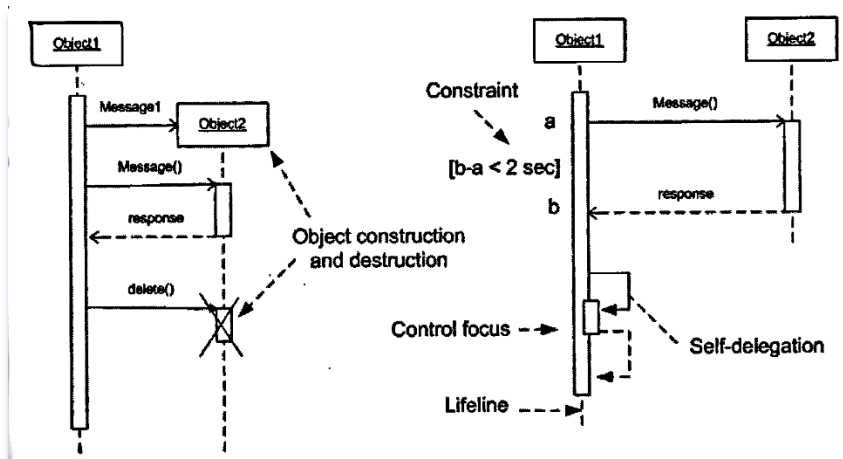 Object1
Message1
Object2
Message()
response
delete()
Object construction
and destruction
Object1
Object2
Constraint
a
Message()
[b-a < 2 sec]
b
response
Control focus
Self-delegation
Lifeline